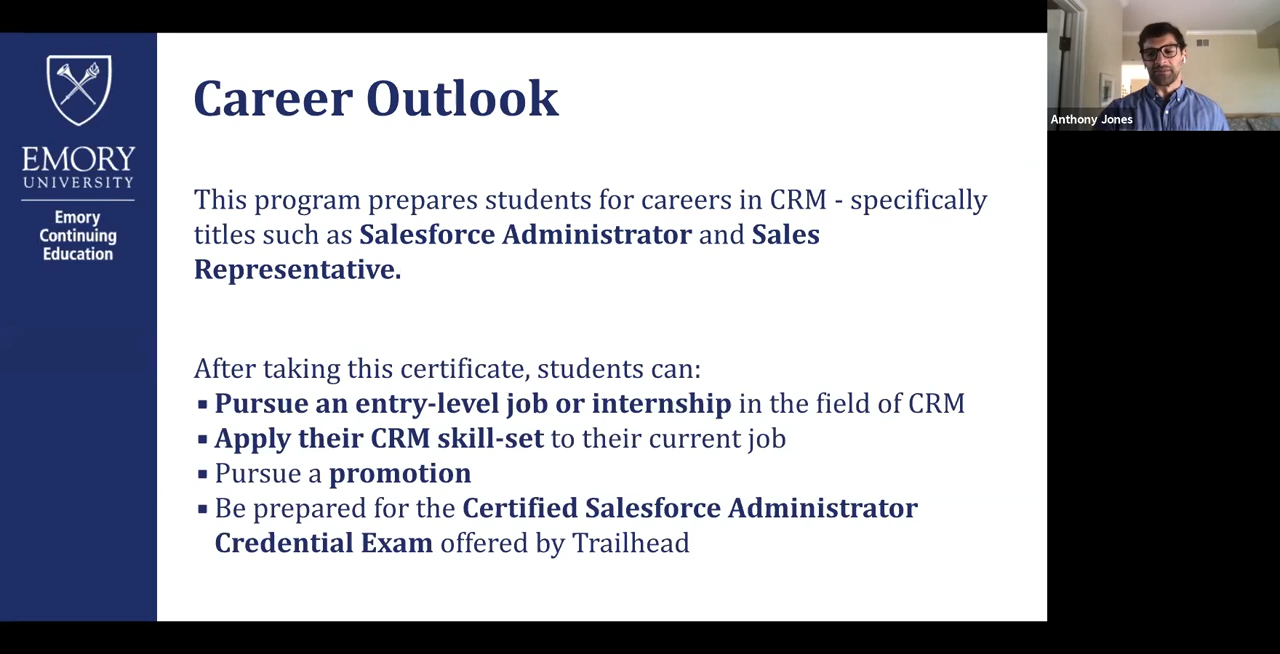 EMORY
UNIVERSITY
Emory
Continuing
Education
Career Outlook
This program prepares students for careers in CRM - specifically
titles such as Salesforce Administrator and Sales
Representative.
After taking this certificate, students can:
▪ Pursue an entry-level job or internship in the field of CRM
▪ Apply their CRM skill-set to their current job
▪ Pursue a promotion
▪ Be prepared for the Certified Salesforce Administrator
Credential Exam offered by Trailhead
Anthony Jones